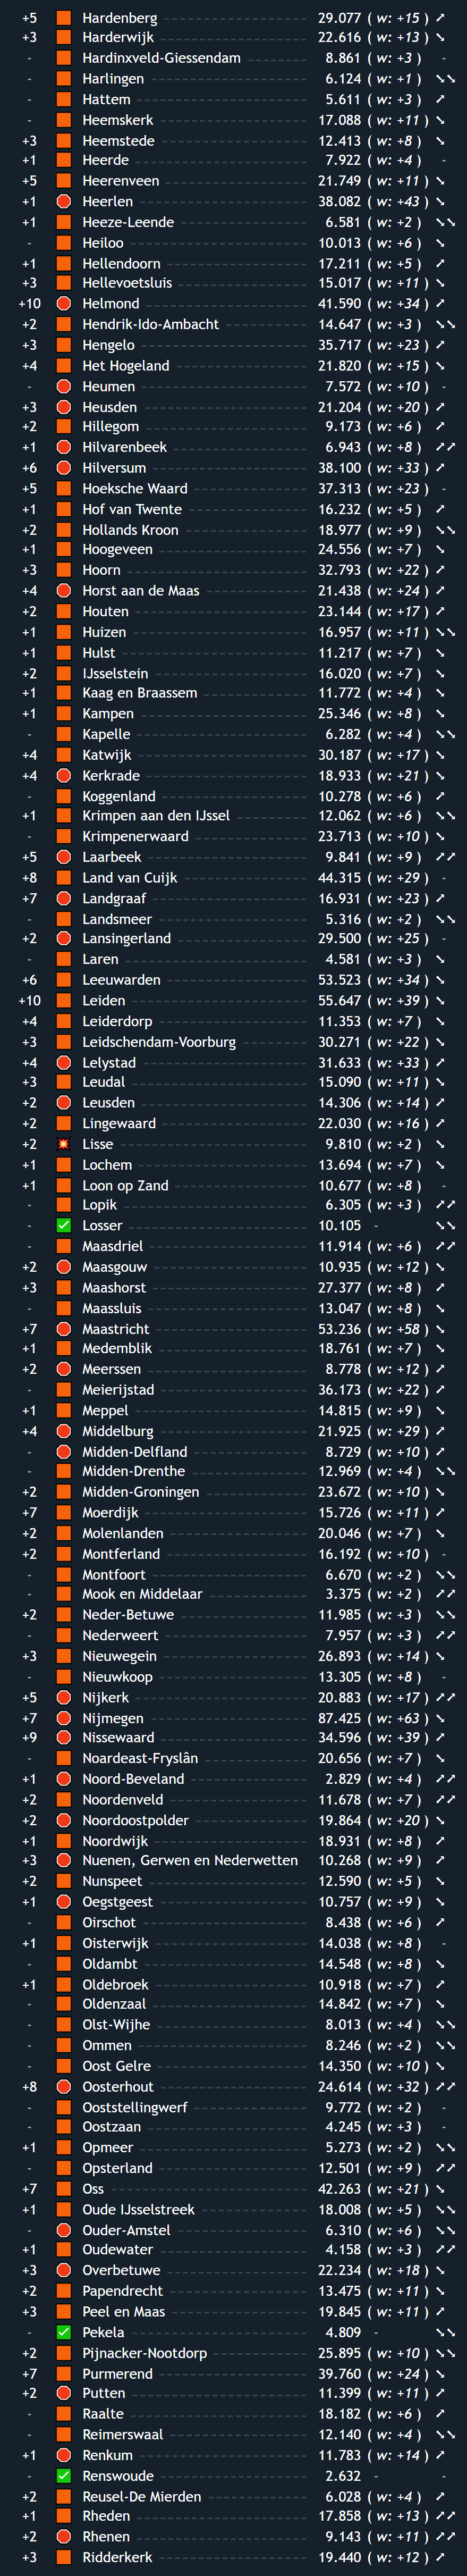 +5 Hardenberg 29.077 ( w: +15 ) ↗
+3 Harderwijk 22.616 ( w: +13 ) ↘
- Hardinxveld-Giessendam 8.861 ( w: +3 ) -
- Harlingen 6.124 ( w: +1 ) ↘↘
- Hattem 5.611 ( w: +3 ) ↗
- Heemskerk 17.088 ( w: +11 ) ↘
+3 Heemstede 12.413 ( w: +8 ) ↘
+1 Heerde 7.922 ( w: +4 ) -
+5 Heerenveen 21.749 ( w: +11 ) ↘
+1 Heerlen 38.082 ( w: +43 ) ↘
+1 Heeze-Leende 6.581 ( w: +2 ) ↘↘
- Heiloo 10.013 ( w: +6 ) ↘
+1 Hellendoorn 17.211 ( w: +5 ) ↗
+3 Hellevoetsluis 15.017 ( w: +11 ) ↘
+10 Helmond 41.590 ( w: +34 ) ↗
+2 Hendrik-Ido-Ambacht 14.647 ( w: +3 ) ↘↘
+3 Hengelo 35.717 ( w: +23 ) ↗
+4 Het Hogeland 21.820 ( w: +15 ) ↘
- Heumen 7.572 ( w: +10 ) -
+3 Heusden 21.204 ( w: +20 ) ↗
+2 Hillegom 9.173 ( w: +6 ) ↗
+1 Hilvarenbeek 6.943 ( w: +8 ) ↗↗
+6 Hilversum 38.100 ( w: +33 ) ↗
+5 Hoeksche Waard 37.313 ( w: +23 ) -
+1 Hof van Twente 16.232 ( w: +5 ) ↗
+2 Hollands Kroon 18.977 ( w: +9 ) ↘↘
+1 Hoogeveen 24.556 ( w: +7 ) ↘
+3 Hoorn 32.793 ( w: +22 ) ↗
+4 Horst aan de Maas 21.438 ( w: +24 ) ↗
+2 Houten 23.144 ( w: +17 ) ↗
+1 Huizen 16.957 ( w: +11 ) ↘↘
+1 Hulst 11.217 ( w: +7 ) ↘
+2 IJsselstein 16.020 ( w: +7 ) ↘
+1 Kaag en Braassem 11.772 ( w: +4 ) ↘
+1 Kampen 25.346 ( w: +8 ) ↘
- Kapelle 6.282 ( w: +4 ) ↘↘
+4 Katwijk 30.187 ( w: +17 ) ↘
+4 Kerkrade 18.933 ( w: +21 ) ↘
- Koggenland 10.278 ( w: +6 ) ↗
+1 Krimpen aan den IJssel 12.062 ( w: +6 ) ↘↘
- Krimpenerwaard 23.713 ( w: +10 ) ↘
+5 Laarbeek 9.841 ( w: +9 ) ↗↗
+8 Land van Cuijk 44.315 ( w: +29 ) -
+7 Landgraaf 16.931 ( w: +23 ) ↗
- Landsmeer 5.316 ( w: +2 ) ↘↘
+2 Lansingerland 29.500 ( w: +25 ) -
- Laren 4.581 ( w: +3 ) ↘
+6 Leeuwarden 53.523 ( w: +34 ) ↘
+10 Leiden 55.647 ( w: +39 ) ↘
+4 Leiderdorp 11.353 ( w: +7 ) ↘
+3 Leidschendam-Voorburg 30.271 ( w: +22 ) ↘
+4 Lelystad 31.633 ( w: +33 ) ↗
+3 Leudal 15.090 ( w: +11 ) ↘
+2 Leusden 14.306 ( w: +14 ) ↗
+2 Lingewaard 22.030 ( w: +16 ) ↗
+2 Lisse 9.810 ( w: +2 ) ↘
+1 Lochem 13.694 ( w: +7 ) ↘
+1 Loon op Zand 10.677 ( w: +8 ) -
- Lopik 6.305 ( w: +3 ) ↗↗
- Losser 10.105 - ↘↘
- Maasdriel 11.914 ( w: +6 ) ↗↗
+2 Maasgouw 10.935 ( w: +12 ) ↘
+3 Maashorst 27.377 ( w: +8 ) ↗
- Maassluis 13.047 ( w: +8 ) ↘
+7 Maastricht 53.236 ( w: +58 ) ↘
+1 Medemblik 18.761 ( w: +7 ) ↘
+2 Meerssen 8.778 ( w: +12 ) ↗
- Meierijstad 36.173 ( w: +22 ) ↗
+1 Meppel 14.815 ( w: +9 ) ↘
+4 Middelburg 21.925 ( w: +29 ) ↗
- Midden-Delfland 8.729 ( w: +10 ) ↗
- Midden-Drenthe 12.969 ( w: +4 ) ↘↘
+2 Midden-Groningen 23.672 ( w: +10 ) ↘
+7 Moerdijk 15.726 ( w: +11 ) ↗
+2 Molenlanden 20.046 ( w: +7 ) ↘
+2 Montferland 16.192 ( w: +10 ) -
- Montfoort 6.670 ( w: +2 ) ↘↘
- Mook en Middelaar 3.375 ( w: +2 ) ↗↗
+2 Neder-Betuwe 11.985 ( w: +3 ) ↘↘
- Nederweert 7.957 ( w: +3 ) ↗↗
+3 Nieuwegein 26.893 ( w: +14 ) ↘
- Nieuwkoop 13.305 ( w: +8 ) -
+5 Nijkerk 20.883 ( w: +17 ) ↗↗
+7 Nijmegen 87.425 ( w: +63 ) ↘
+9 Nissewaard 34.596 ( w: +39 ) ↗
- Noardeast-Fryslân 20.656 ( w: +7 ) ↘
+1 Noord-Beveland 2.829 ( w: +4 ) ↗↗
+2 Noordenveld 11.678 ( w: +7 ) ↗↗
+2 Noordoostpolder 19.864 ( w: +20 ) ↘
+1 Noordwijk 18.931 ( w: +8 ) ↗
+3 Nuenen, Gerwen en Nederwetten 10.268 ( w: +9 ) ↗
+2 Nunspeet 12.590 ( w: +5 ) ↘
+1 Oegstgeest 10.757 ( w: +9 ) ↘
- Oirschot 8.438 ( w: +6 ) ↗
+1 Oisterwijk 14.038 ( w: +8 ) -
- Oldambt 14.548 ( w: +8 ) ↘
+1 Oldebroek 10.918 ( w: +7 ) ↗
- Oldenzaal 14.842 ( w: +7 ) ↘
- Olst-Wijhe 8.013 ( w: +4 ) ↘↘
- Ommen 8.246 ( w: +2 ) ↘↘
- Oost Gelre 14.350 ( w: +10 ) ↘
+8 Oosterhout 24.614 ( w: +32 ) ↗↗
- Ooststellingwerf 9.772 ( w: +2 ) -
- Oostzaan 4.245 ( w: +3 ) -
+1 Opmeer 5.273 ( w: +2 ) ↘↘
- Opsterland 12.501 ( w: +9 ) ↗↗
+7 Oss 42.263 ( w: +21 ) ↘
+1 Oude IJsselstreek 18.008 ( w: +5 ) ↘↘
- Ouder-Amstel 6.310 ( w: +6 ) ↘↘
+1 Oudewater 4.158 ( w: +3 ) ↗↗
+3 Overbetuwe 22.234 ( w: +18 ) ↘
+2 Papendrecht 13.475 ( w: +11 ) ↘
+3 Peel en Maas 19.845 ( w: +11 ) ↗
- Pekela 4.809 - ↘↘
+2 Pijnacker-Nootdorp 25.895 ( w: +10 ) ↘↘
+7 Purmerend 39.760 ( w: +24 ) ↘
+2 Putten 11.399 ( w: +11 ) ↗
- Raalte 18.182 ( w: +6 ) ↗
- Reimerswaal 12.140 ( w: +4 ) ↘↘
+1 Renkum 11.783 ( w: +14 ) ↗
- Renswoude 2.632 - -
+2 Reusel-De Mierden 6.028 ( w: +4 ) ↗
+1 Rheden 17.858 ( w: +13 ) ↗↗
+2 Rhenen 9.143 ( w: +11 ) ↗↗
+3 Ridderkerk 19.440 ( w: +12 ) ↗